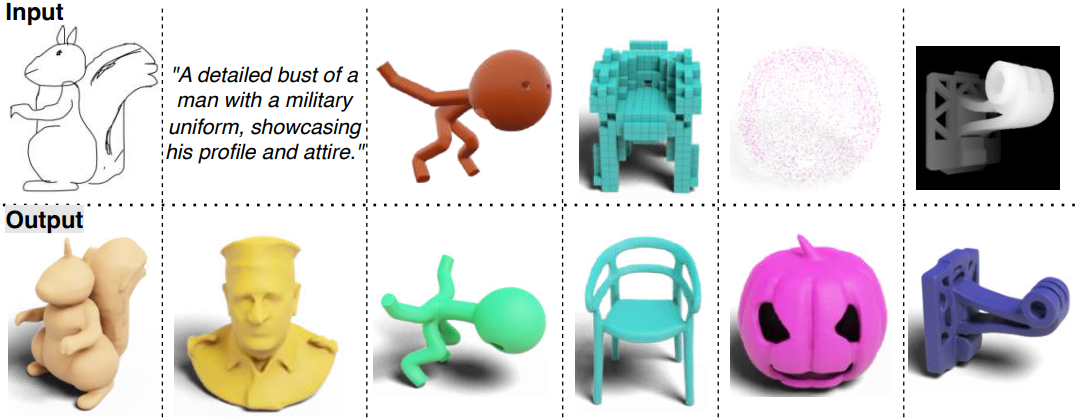 Input
"A detailed bust of a
man with a military
uniform, showcasing
his profile and attire."
Output